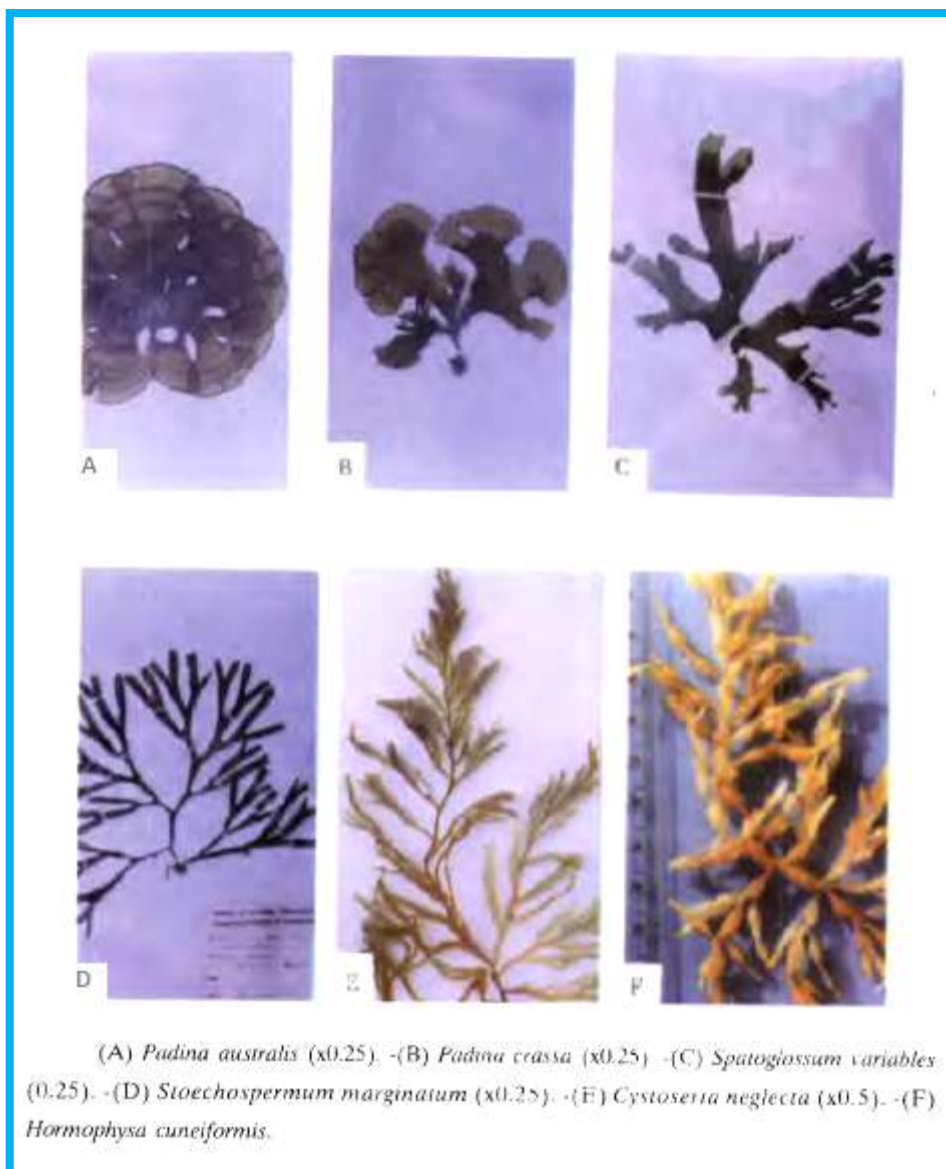 A
B
C
D
E
F
(A) Padina australis (x0.25). -(B) Padina crassa (x0.25) -(C) Spatogiossum variables
(0.25). -(D) Stoechospermum marginatum (x0.25). -(E) Cystoseria neglecta (x0.5). -(F)
Hormophysa cuneiformis.